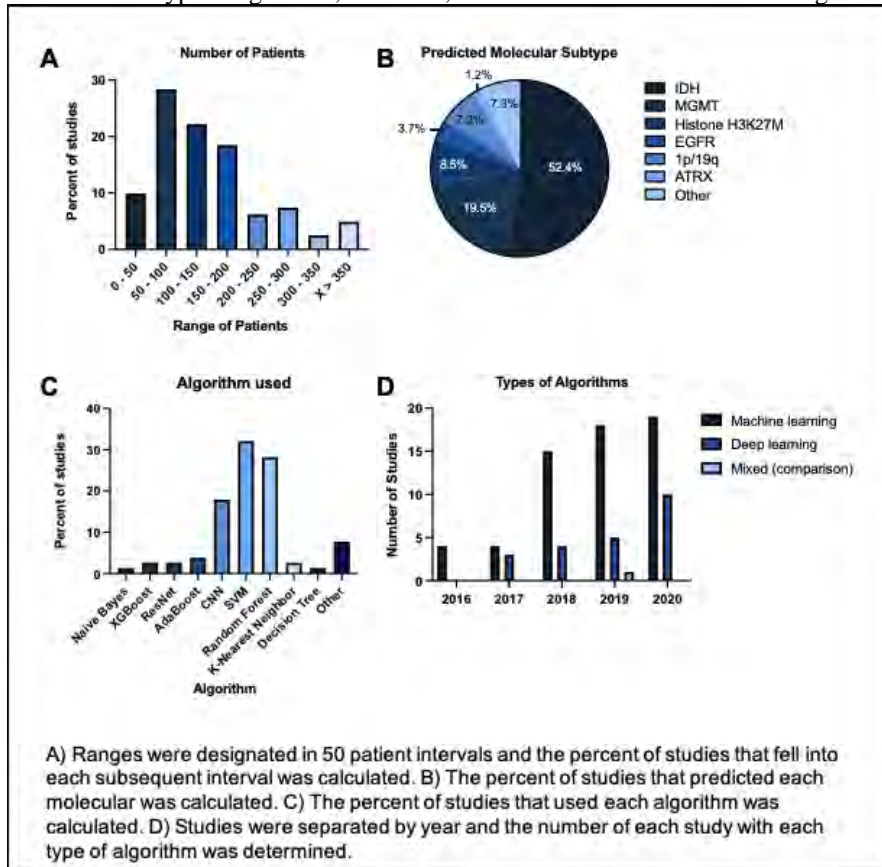 A
Number of Patients
30
20
10
0
Percent of studies
0 - 50
50 - 100
100 - 150
150 - 200
200 - 250
250 - 300
300 - 350
X > 350
Range of Patients
B
Predicted Molecular Subtype
1.2%
7.3%
7.3%
3.7%
8.5%
19.5%
52.4%
IDH
MGMT
Histone H3K27M
EGFR
1p/19q
ATRX
Other
C
Algorithm used
40
30
20
10
0
Percent of studies
Naive Bayes
XGBoost
ResNet
AdaBoost
CNN
SVM
Random Forest
K-Nearest Neighbor
Decision Tree
Other
Algorithm
D
Types of Algorithms
20
15
10
5
0
Number of Studies
2016
2017
2018
2019
2020
Machine learning
Deep learning
Mixed (comparison)
A) Ranges were designated in 50 patient intervals and the percent of studies that fell into
each subsequent interval was calculated. B) The percent of studies that predicted each
molecular was calculated. C) The percent of studies that used each algorithm was
calculated. D) Studies were separated by year and the number of each study with each
type of algorithm was determined.